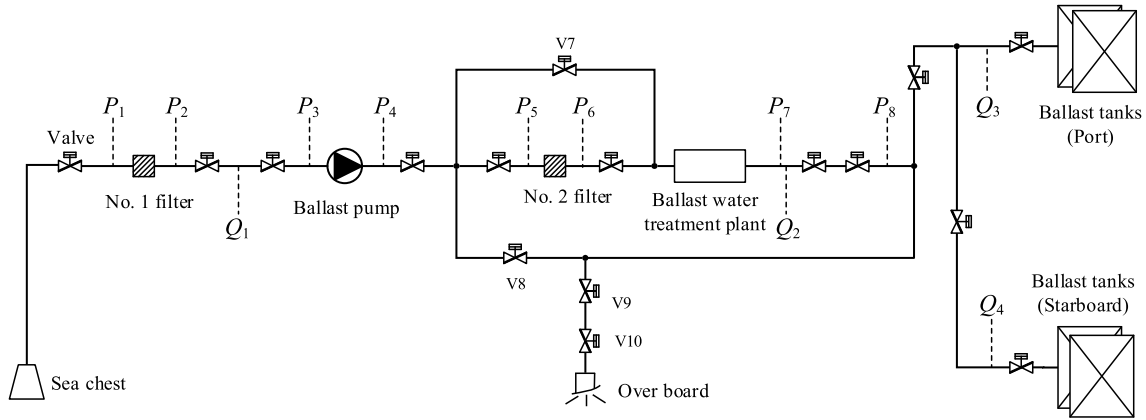 V7
P1
P2
P3
P4
P5
P6
P7
P8
Q3
Ballast tanks
(Port)
Valve
No. 1 filter
Q1
Ballast pump
No. 2 filter
Ballast water
treatment plant
Q2
V8
V9
V10
Over board
Sea chest
Ballast tanks
(Starboard)
Q4